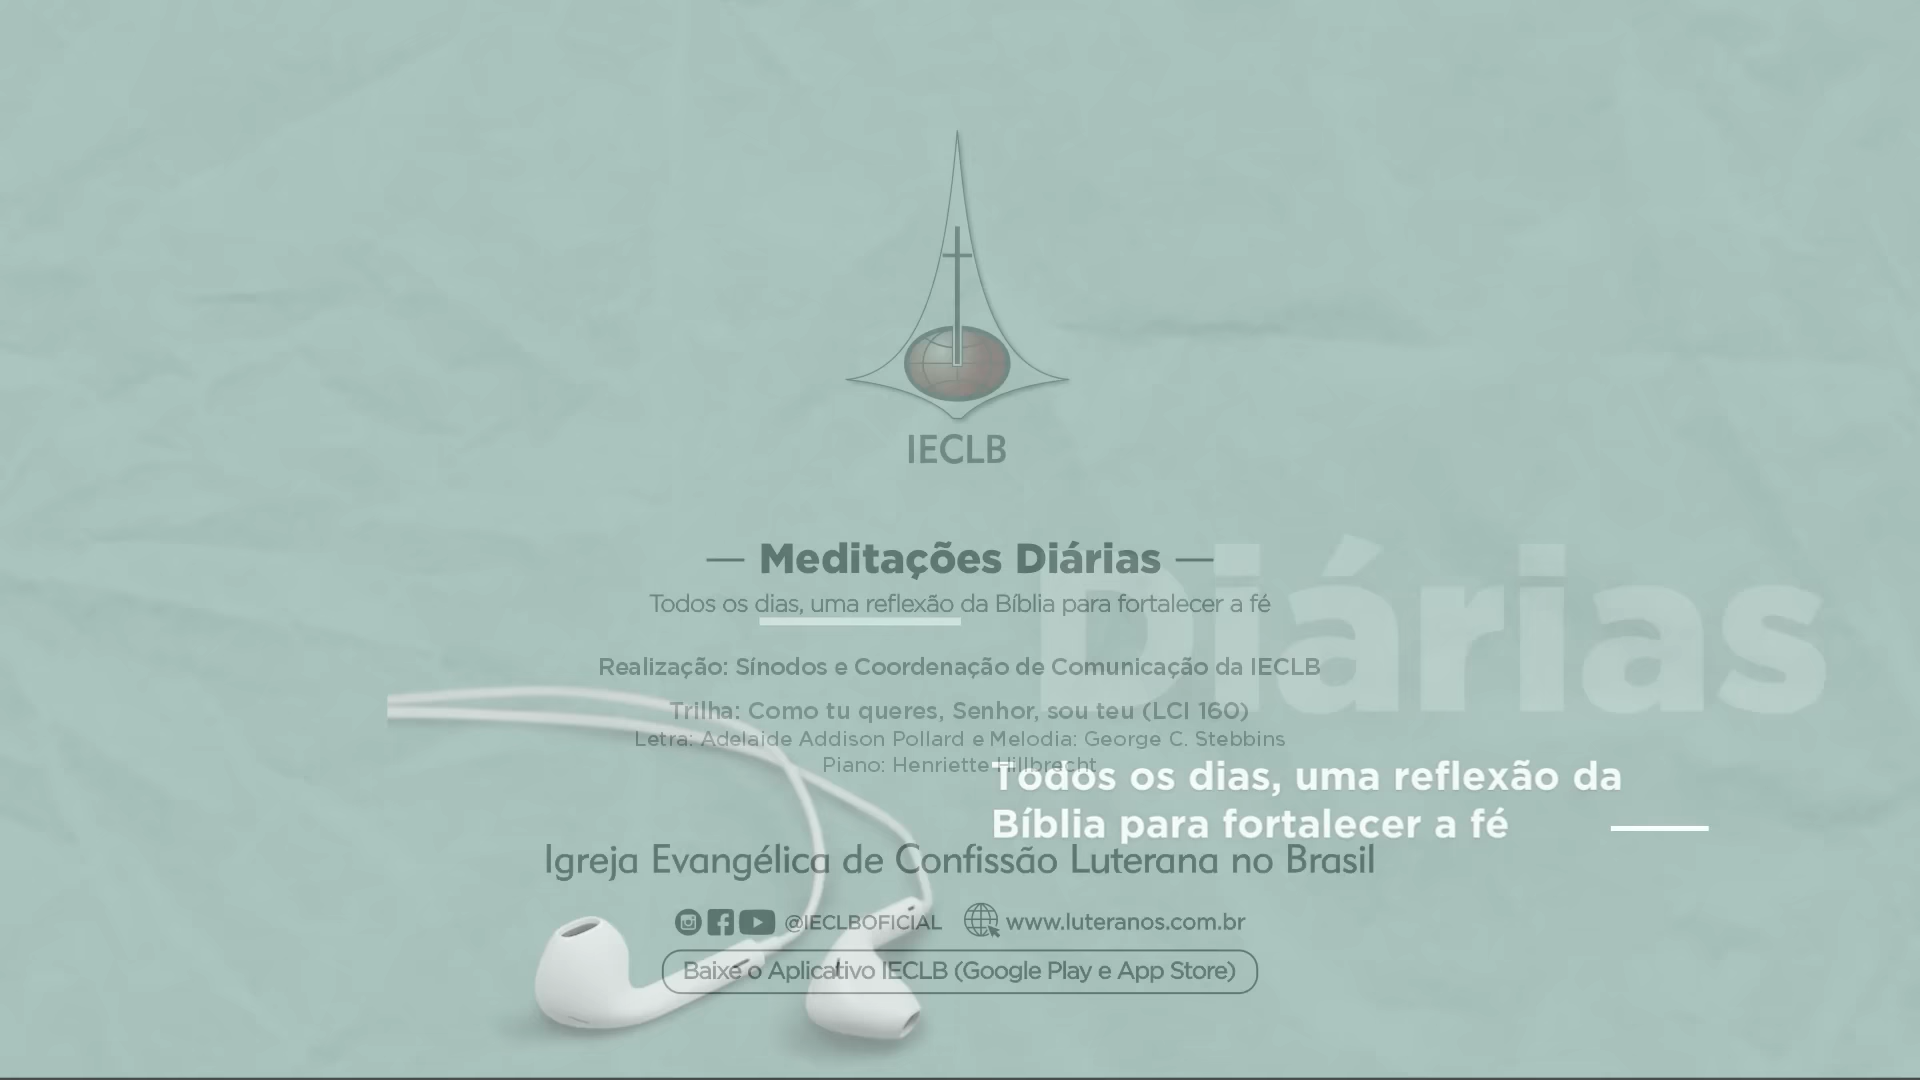 IECLB
— Meditações Diárias —
Todos os dias, uma reflexão da Bíblia para fortalecer a fé
Diárias
Realização: Sínodos e Coordenação de Comunicação da IECLB
Trilha: Como tu queres, Senhor, sou teu (LCI 160)
Letra: Adelaide Addison Pollard e Melodia: George C. Stebbins
Piano: Henriette Hillbrecht
Todos os dias, uma reflexão da
Bíblia para fortalecer a fé
Igreja Evangélica de Confissão Luterana no Brasil
@IECLBOFICIAL www.luteranos.com.br
Baixe o Aplicativo IECLB (Google Play e App Store)